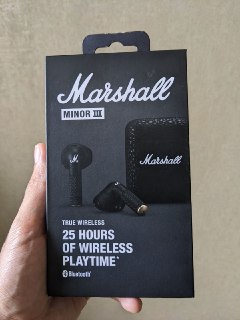 Marshall
MINOR III
Marshall
TRUE WIRELESS
25 HOURS
OF WIRELESS
PLAYTIME*
Bluetooth®